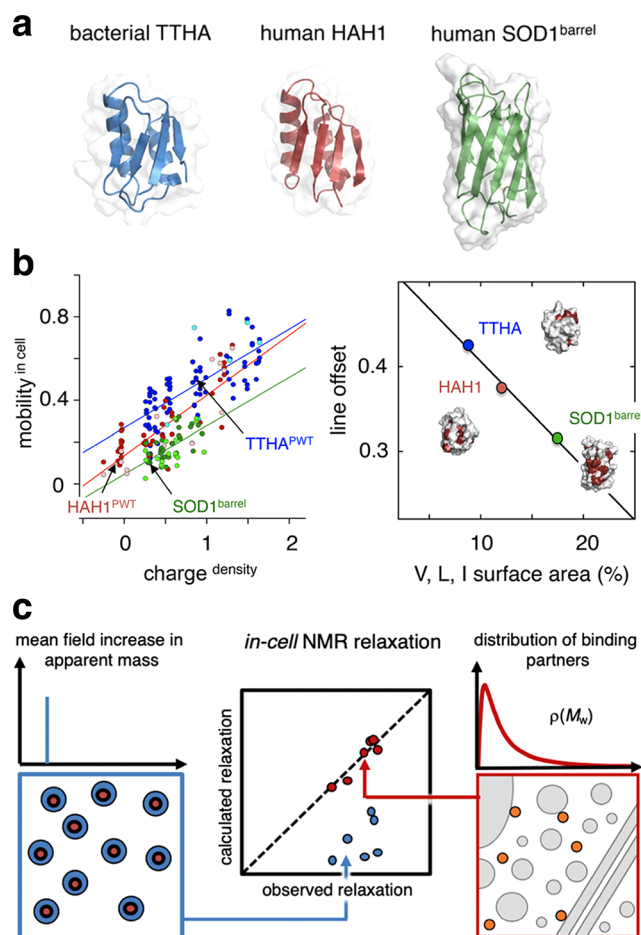 a
bacterial TTHA
human HAH1
human SOD1barrel
b
mobility in cell
0.8
0.4
0
TTHAPWT
HAH1PWT
SOD1barrel
0
1
2
charge density
line offset
0.4
0.3
TTHA
HAH1
SOD1barrel
10
20
V, L, I surface area (%)
c
mean field increase in
apparent mass
in-cell NMR relaxation
calculated relaxation
observed relaxation
distribution of binding
partners
ρ(Mw)